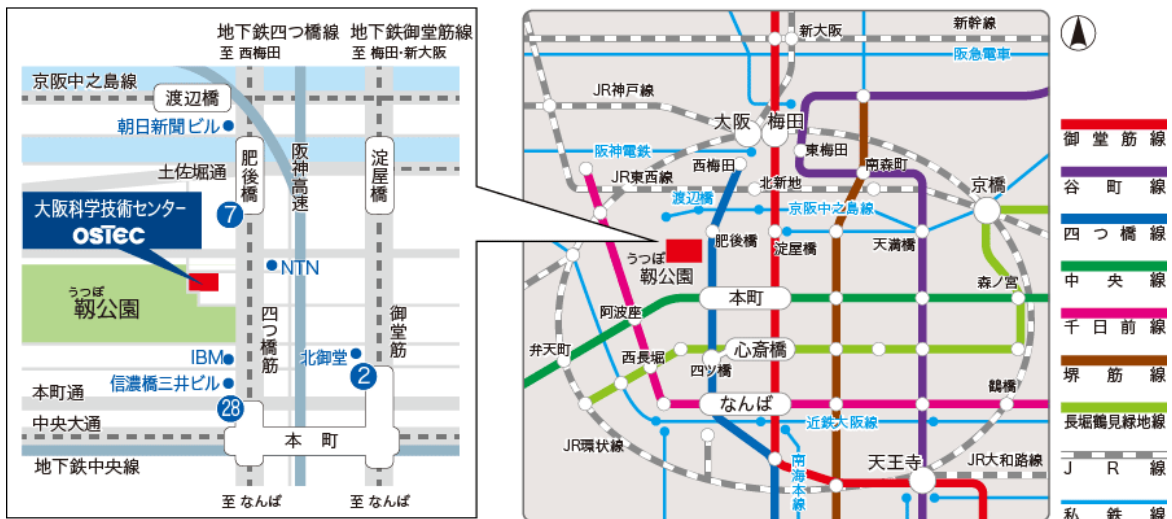 地下鉄四つ橋線
至 西梅田
地下鉄御堂筋線
至 梅田・新大阪
京阪中之島線
渡辺橋
朝日新聞ビル
肥後橋
阪神高速
淀屋橋
土佐堀通
7
大阪科学技術センター
OSTEC
NTN
うつぼ
靱公園
四つ橋筋
御堂筋
IBM
北御堂
2
信濃橋三井ビル
本町通
28
中央大通
本町
地下鉄中央線
至 なんば
至 なんば
新大阪
新幹線
阪急電車
JR神戸線
大阪
梅田
東梅田
阪神電鉄
西梅田
南森町
JR東西線
北新地
京橋
渡辺橋
京阪中之島線
肥後橋
淀屋橋
天満橋
うつぼ
靱公園
森ノ宮
本町
阿波座
弁天町
西長堀
心斎橋
四ツ橋
なんば
鶴橋
近鉄大阪線
JR環状線
南海本線
天王寺
JR大和路線
御堂筋線
谷町線
四つ橋線
中央線
千日前線
堺筋線
長堀鶴見緑地線
JR線
私鉄線